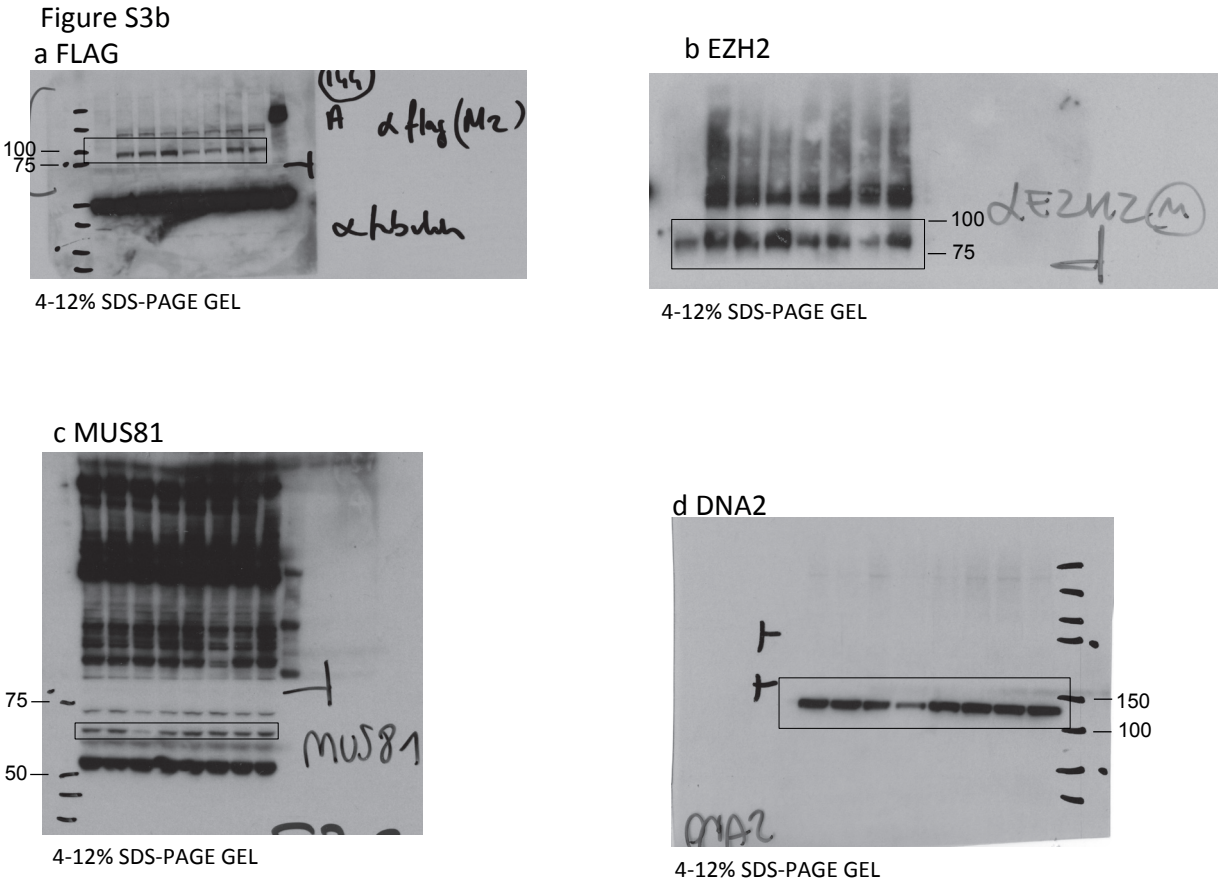 Figure S3b
a FLAG
144
A α flag (M2)
100
75
α tubulin
4-12% SDS-PAGE GEL
b EZH2
αEZH2 M
100
75
4-12% SDS-PAGE GEL
c MUS81
75
MUS81
50
4-12% SDS-PAGE GEL
d DNA2
150
100
DNA2
4-12% SDS-PAGE GEL